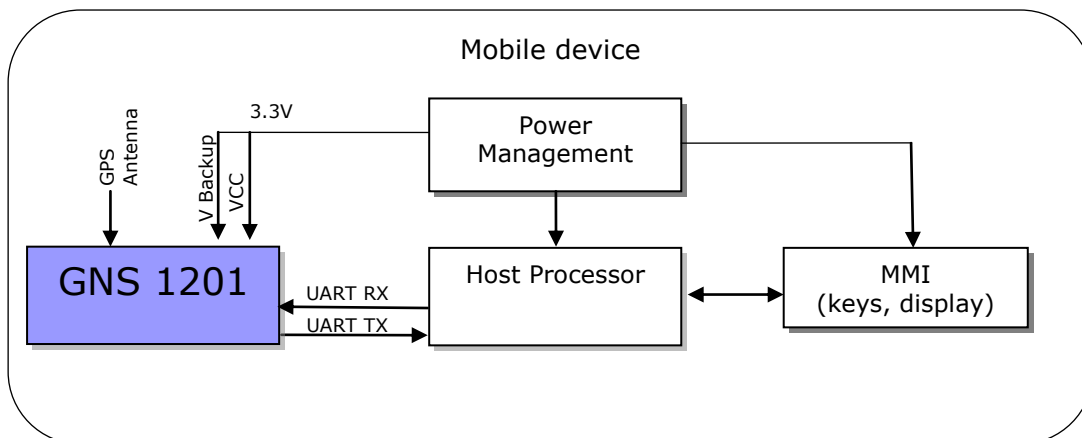 Mobile device
3.3V
Power
Management
GPS
Antenna
V Backup
VCC
GNS 1201
UART RX
UART TX
Host Processor
MMI
(keys, display)